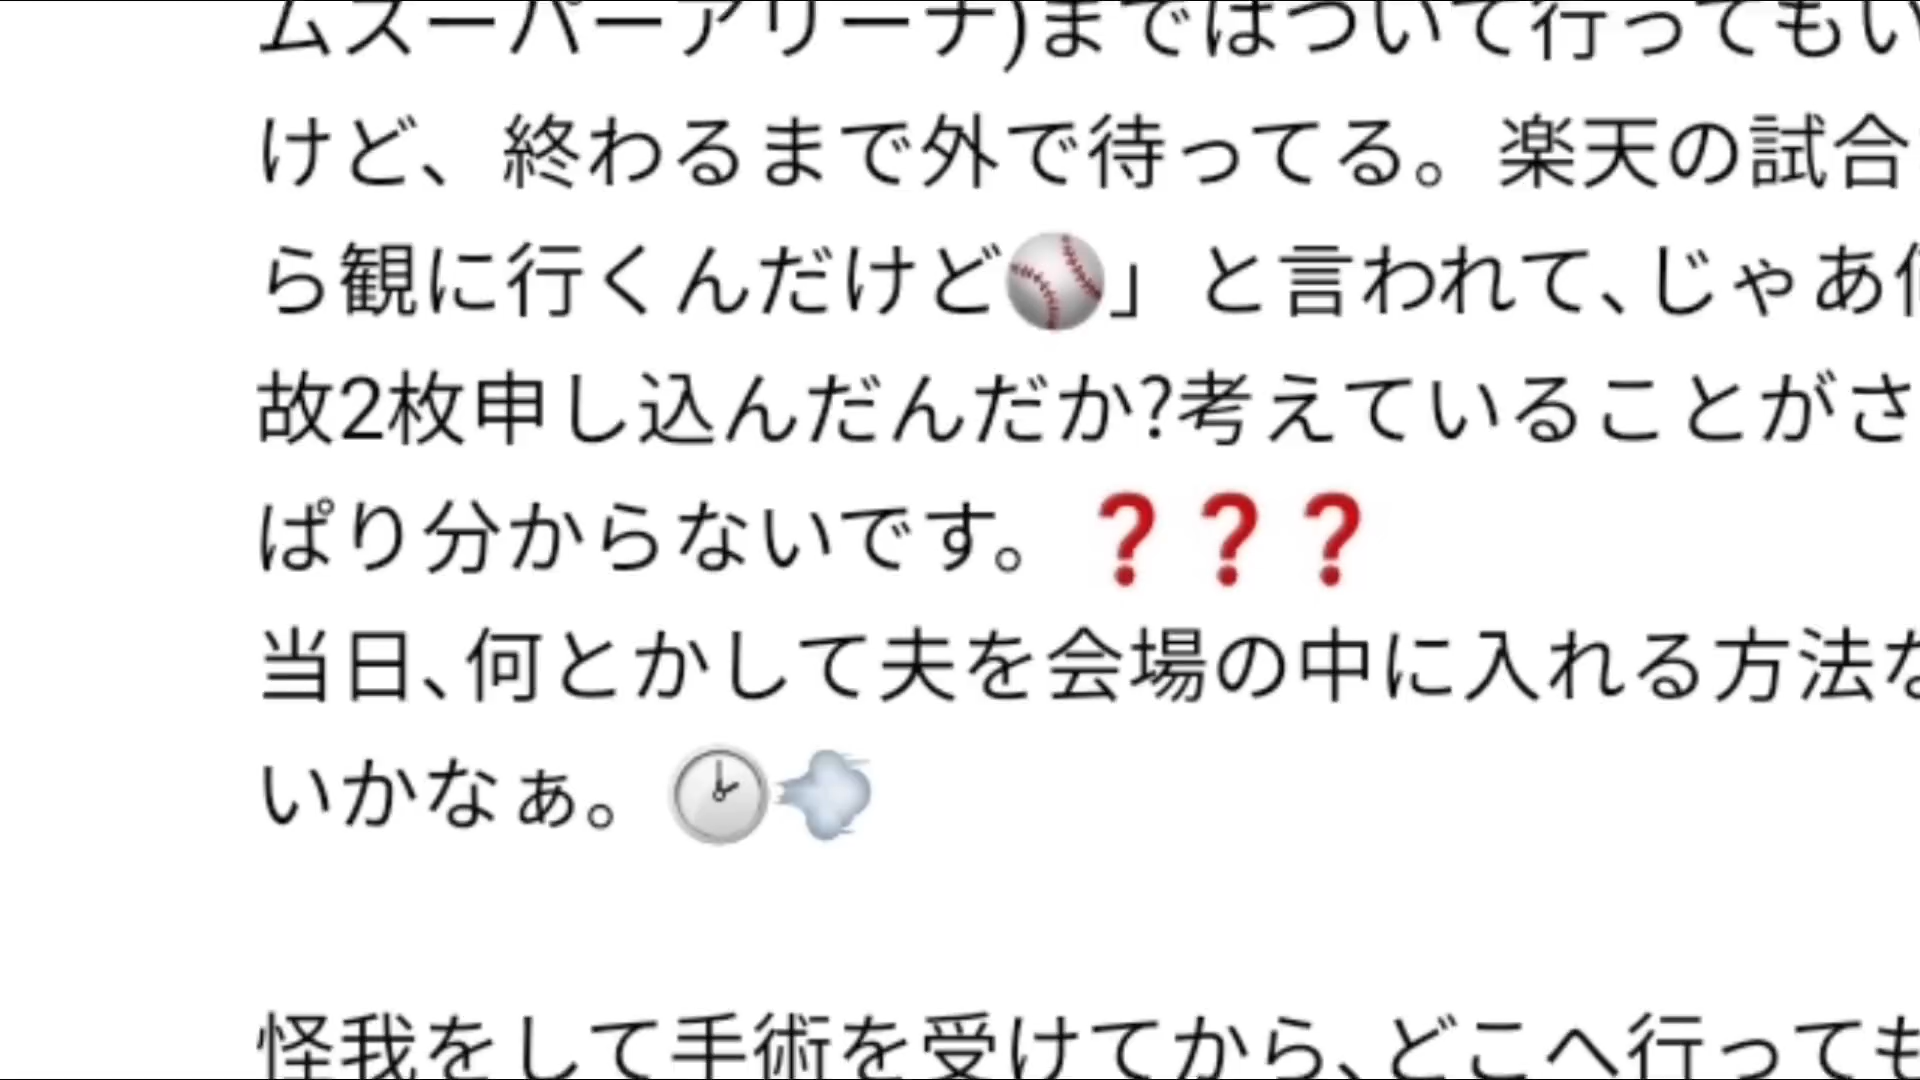 ムスーパーアリーナ)まではついて行ってもい
けど、終わるまで外で待ってる。楽天の試合
ら観に行くんだけど⚾」と言われて、じゃあ何
故2枚申し込んだんだか?考えていることがさ
ぱり分からないです。❓❓❓
当日、何とかして夫を会場の中に入れる方法な
いかなぁ。🕑💨
怪我をして手術を受けてから、どこへ行っても